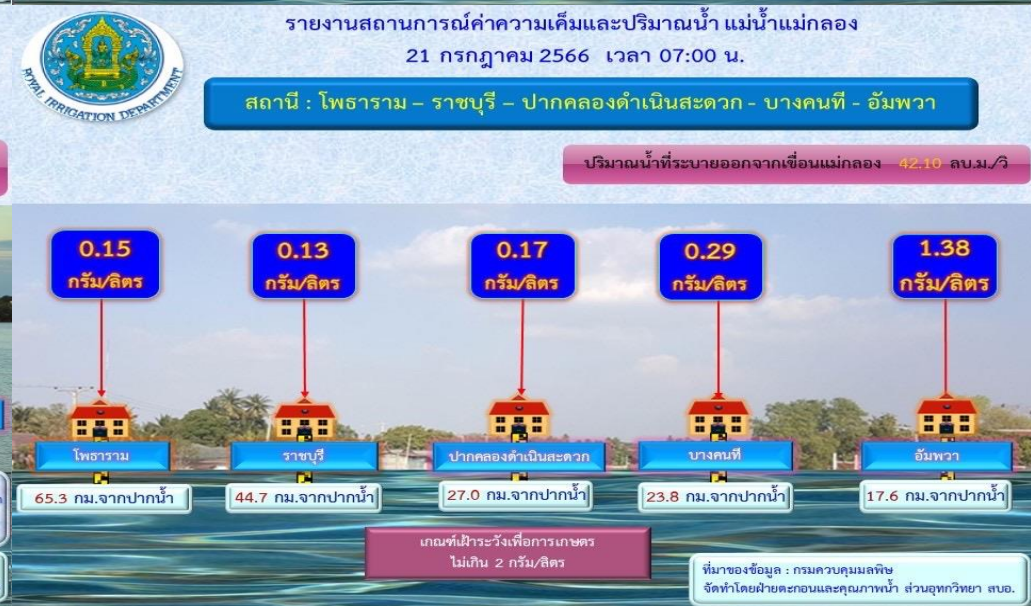 รายงานสถานการณ์ค่าความเค็มและปริมาณน้ำ แม่น้ำแม่กลอง
21 กรกฎาคม 2566 เวลา 07:00 น.
ROYAL IRRIGATION DEPARTMENT
สถานี : โพธาราม – ราชบุรี – ปากคลองดำเนินสะดวก - บางคนที - อัมพวา
ปริมาณน้ำที่ระบายออกจากเขื่อนแม่กลอง 42.10 ลบ.ม./วิ
0.15
กรัม/ลิตร
0.13
กรัม/ลิตร
0.17
กรัม/ลิตร
0.29
กรัม/ลิตร
1.38
กรัม/ลิตร
โพธาราม
ราชบุรี
ปากคลองดำเนินสะดวก
บางคนที
อัมพวา
65.3 กม.จากปากน้ำ
44.7 กม.จากปากน้ำ
27.0 กม.จากปากน้ำ
23.8 กม.จากปากน้ำ
17.6 กม.จากปากน้ำ
เกณฑ์เฝ้าระวังเพื่อการเกษตร
ไม่เกิน 2 กรัม/ลิตร
ที่มาของข้อมูล : กรมควบคุมมลพิษ
จัดทำโดยฝ่ายตะกอนและคุณภาพน้ำ ส่วนอุทกวิทยา สบอ.